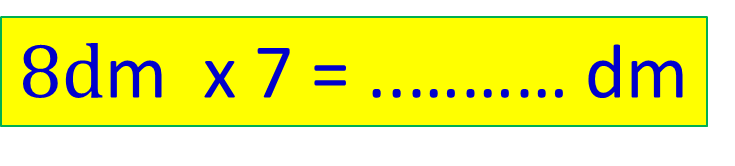 8dm x 7 = ........... dm